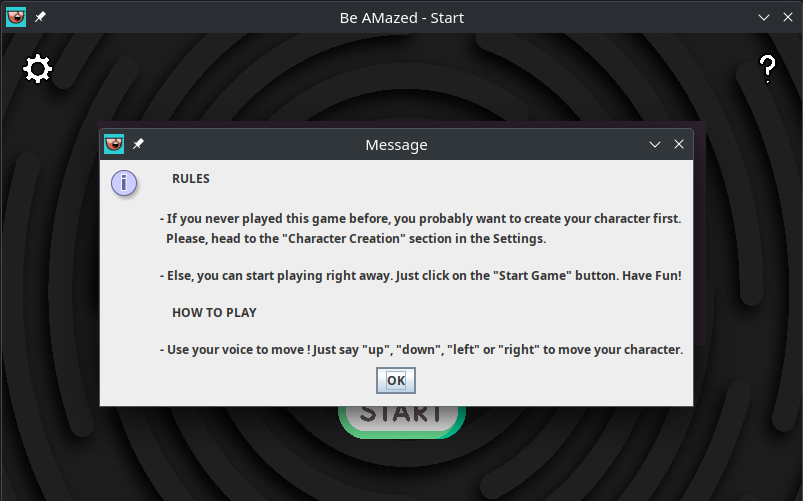 Be AMazed - Start
?
Message
RULES
- If you never played this game before, you probably want to create your character first.
Please, head to the "Character Creation" section in the Settings.
- Else, you can start playing right away. Just click on the "Start Game" button. Have Fun!
HOW TO PLAY
- Use your voice to move ! Just say "up", "down", "left" or "right" to move your character.
OK
START